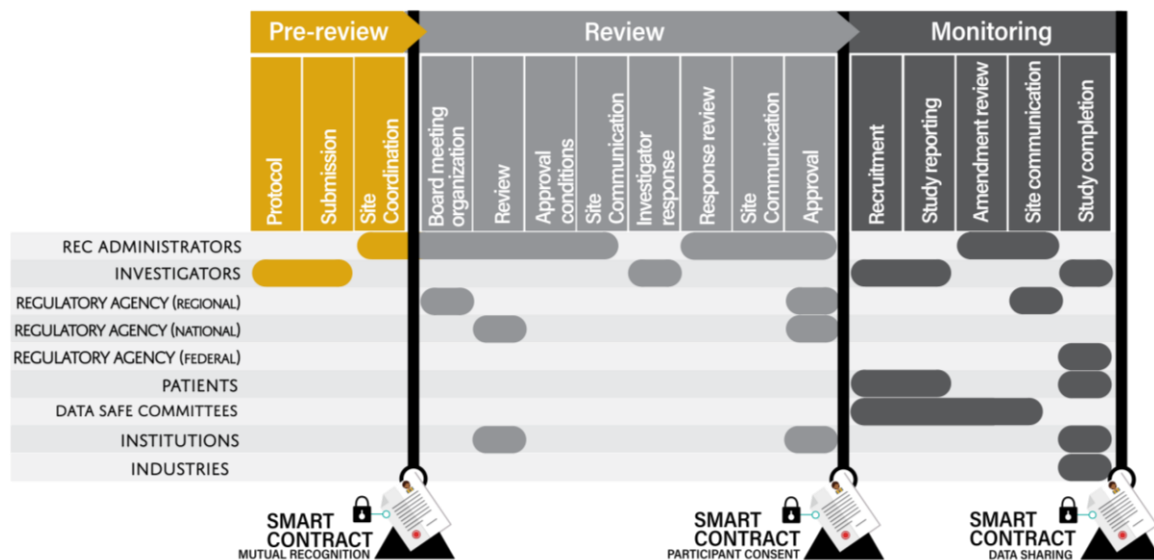 Pre-review
Review
Monitoring
Protocol
Submission
Site
Coordination
Board meeting
organization
Review
Approval
conditions
Site
Communication
Investigator
response
Response review
Site
Communication
Approval
Recruitment
Study reporting
Amendment review
Site communication
Study completion
REC ADMINISTRATORS
INVESTIGATORS
REGULATORY AGENCY (REGIONAL)
REGULATORY AGENCY (NATIONAL)
REGULATORY AGENCY (FEDERAL)
PATIENTS
DATA SAFE COMMITTEES
INSTITUTIONS
INDUSTRIES
SMART
CONTRACT
MUTUAL RECOGNITION
SMART
CONTRACT
PARTICIPANT CONSENT
SMART
CONTRACT
DATA SHARING